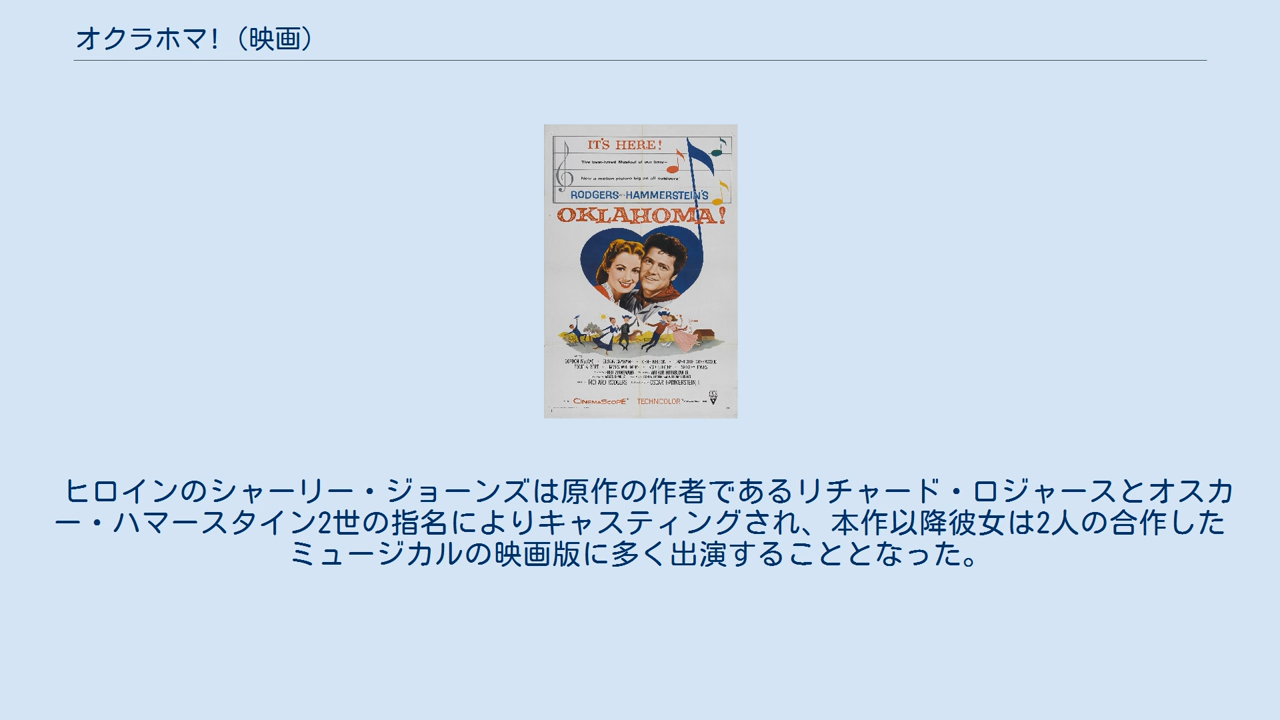 オクラホマ!（映画）
IT'S HERE!
RODGERS HAMMERSTEIN'S
OKLAHOMA!
RICHARD RODGERS OSCAR HAMMERSTEIN II
CINEMASCOPE TECHNICOLOR
ヒロインのシャーリー・ジョーンズは原作の作者であるリチャード・ロジャースとオスカ
ー・ハマースタイン2世の指名によりキャスティングされ、本作以降彼女は2人の合作した
ミュージカルの映画版に多く出演することとなった。